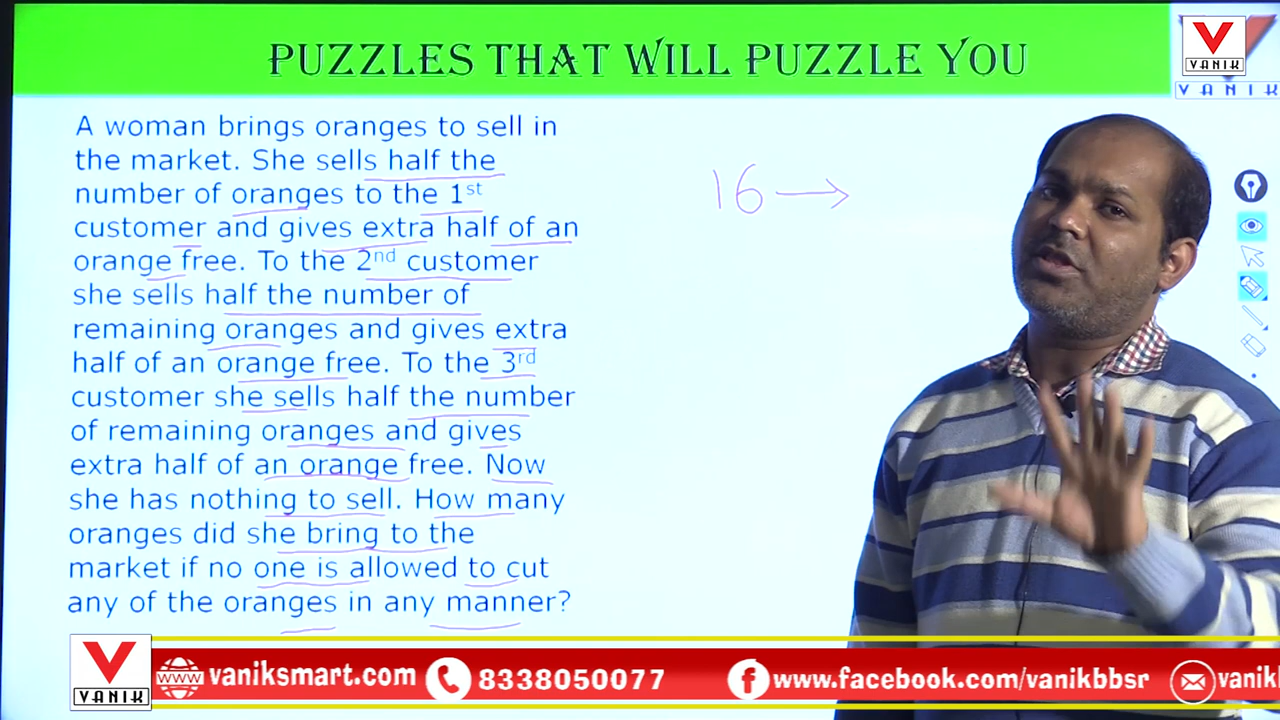 PUZZLES THAT WILL PUZZLE YOU
VANIK
VANIK
A woman brings oranges to sell in
the market. She sells half the
number of oranges to the 1st
customer and gives extra half of an
orange free. To the 2nd customer
she sells half the number of
remaining oranges and gives extra
half of an orange free. To the 3rd
customer she sells half the number
of remaining oranges and gives
extra half of an orange free. Now
she has nothing to sell. How many
oranges did she bring to the
market if no one is allowed to cut
any of the oranges in any manner?
16 →
VANIK
www vaniksmart.com
8338050077
f www.facebook.com/vanikbbsr